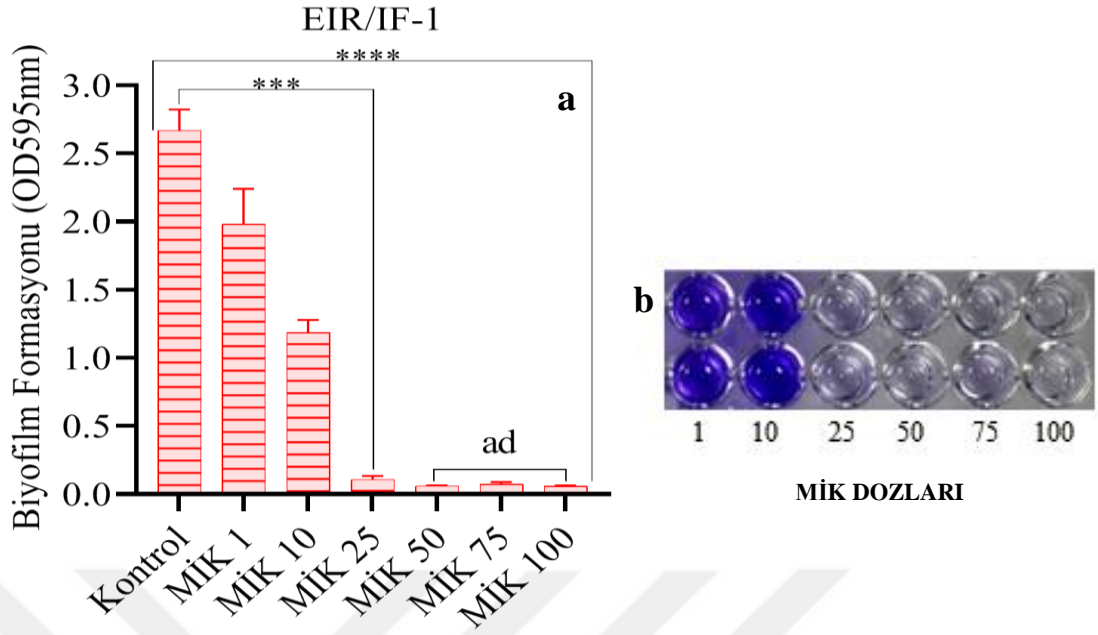 EIR/IF-1
****
***
a
Biyofilm Formasyonu (OD595nm)
3.0
2.5
2.0
1.5
1.0
0.5
0.0
ad
Kontrol
MİK 1
MİK 10
MİK 25
MİK 50
MİK 75
MİK 100
b
1 10 25 50 75 100
MİK DOZLARI